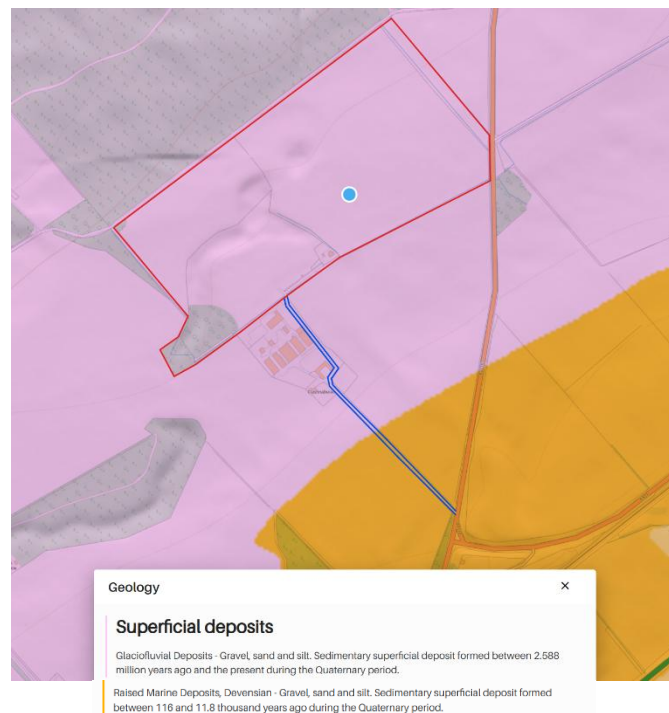 Geology
Superficial deposits
Glaciofluvial Deposits - Gravel, sand and silt. Sedimentary superficial deposit formed between 2.588
million years ago and the present during the Quaternary period.
Raised Marine Deposits, Devensian - Gravel, sand and silt. Sedimentary superficial deposit formed
between 116 and 11.8 thousand years ago during the Quaternary period.